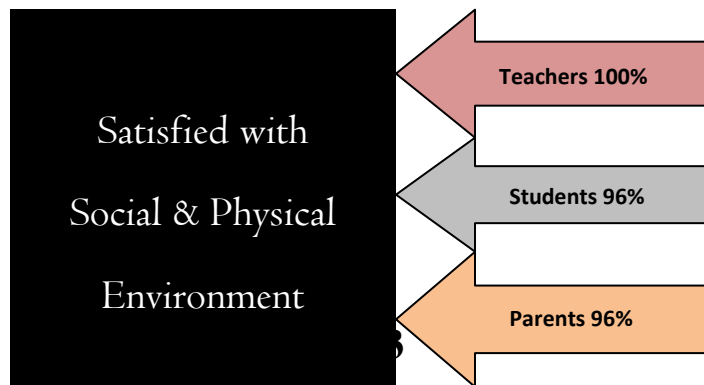 Satisfied with
Social & Physical
Environment
Teachers 100%
Students 96%
Parents 96%